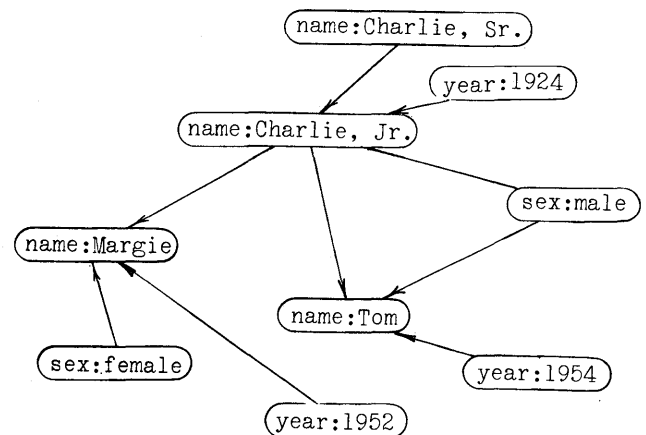 name:Charlie, Sr.
year:1924
name:Charlie, Jr.
sex:male
name:Margie
name:Tom
sex:female
year:1954
year:1952